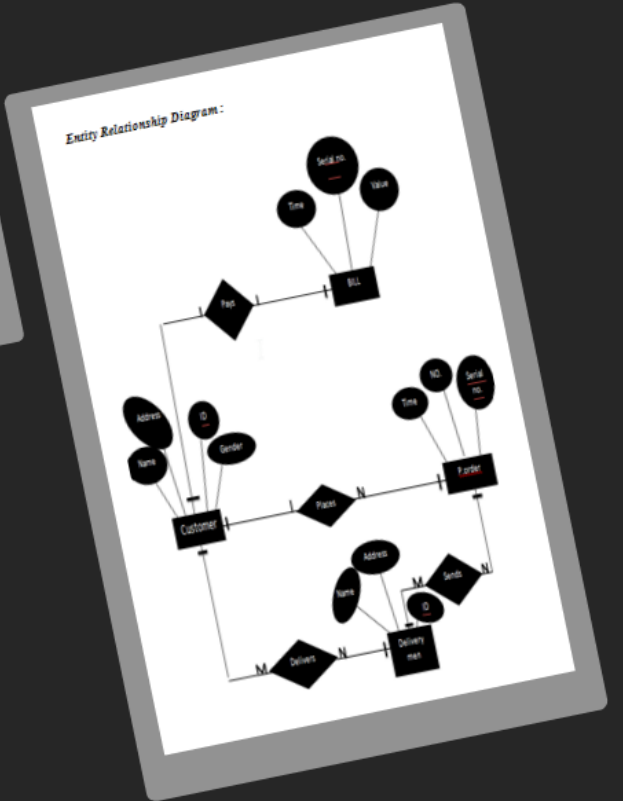 Entity Relationship Diagram :
Serial no.
Time
Value
Pays
BILL
Address
ID
Name
Gender
NO.
Serial
no.
Time
Places
N
P.order
Customer
Address
Name
Sends
M
N
ID
Delivers
M
N
Delivery
men